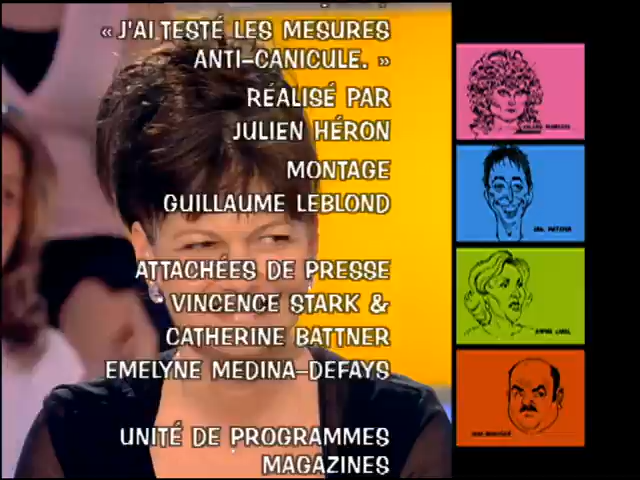 « J'AI TESTÉ LES MESURES
ANTI-CANICULE. »
RÉALISÉ PAR
JULIEN HÉRON
MONTAGE
GUILLAUME LEBLOND
ATTACHÉES DE PRESSE
VINCENCE STARK &
CATHERINE BATTNER
EMELYNE MEDINA-DEFAYS
UNITÉ DE PROGRAMMES
MAGAZINES